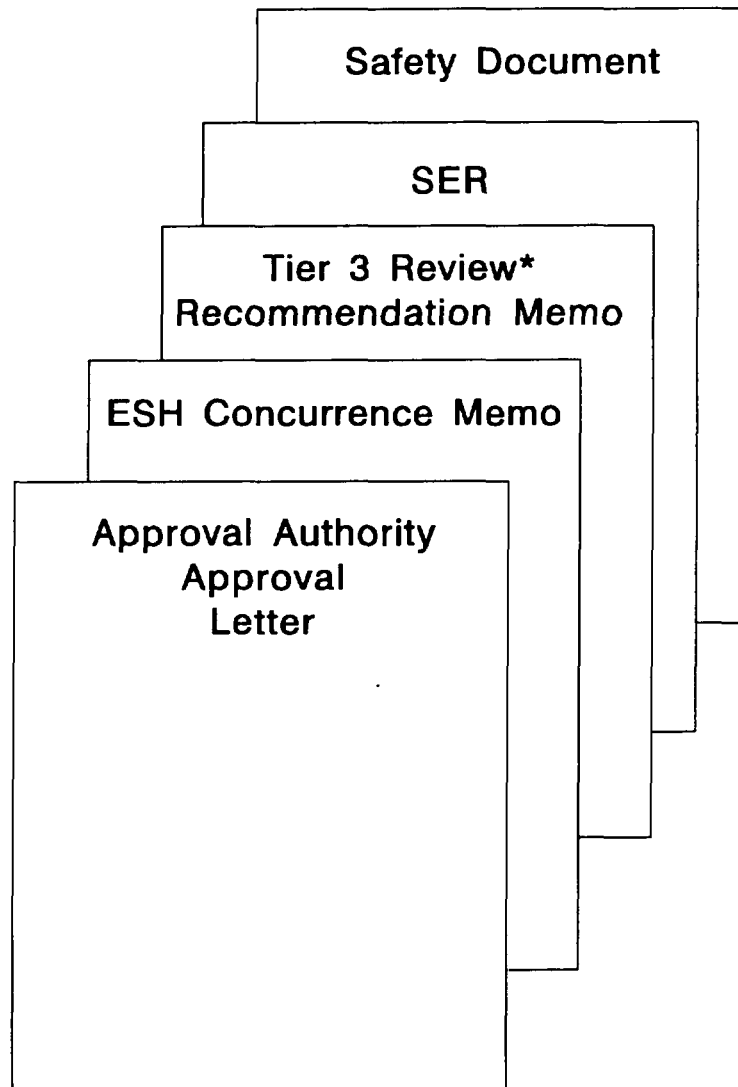 Safety Document
SER
Tier 3 Review*
Recommendation Memo
ESH Concurrence Memo
Approval Authority
Approval
Letter